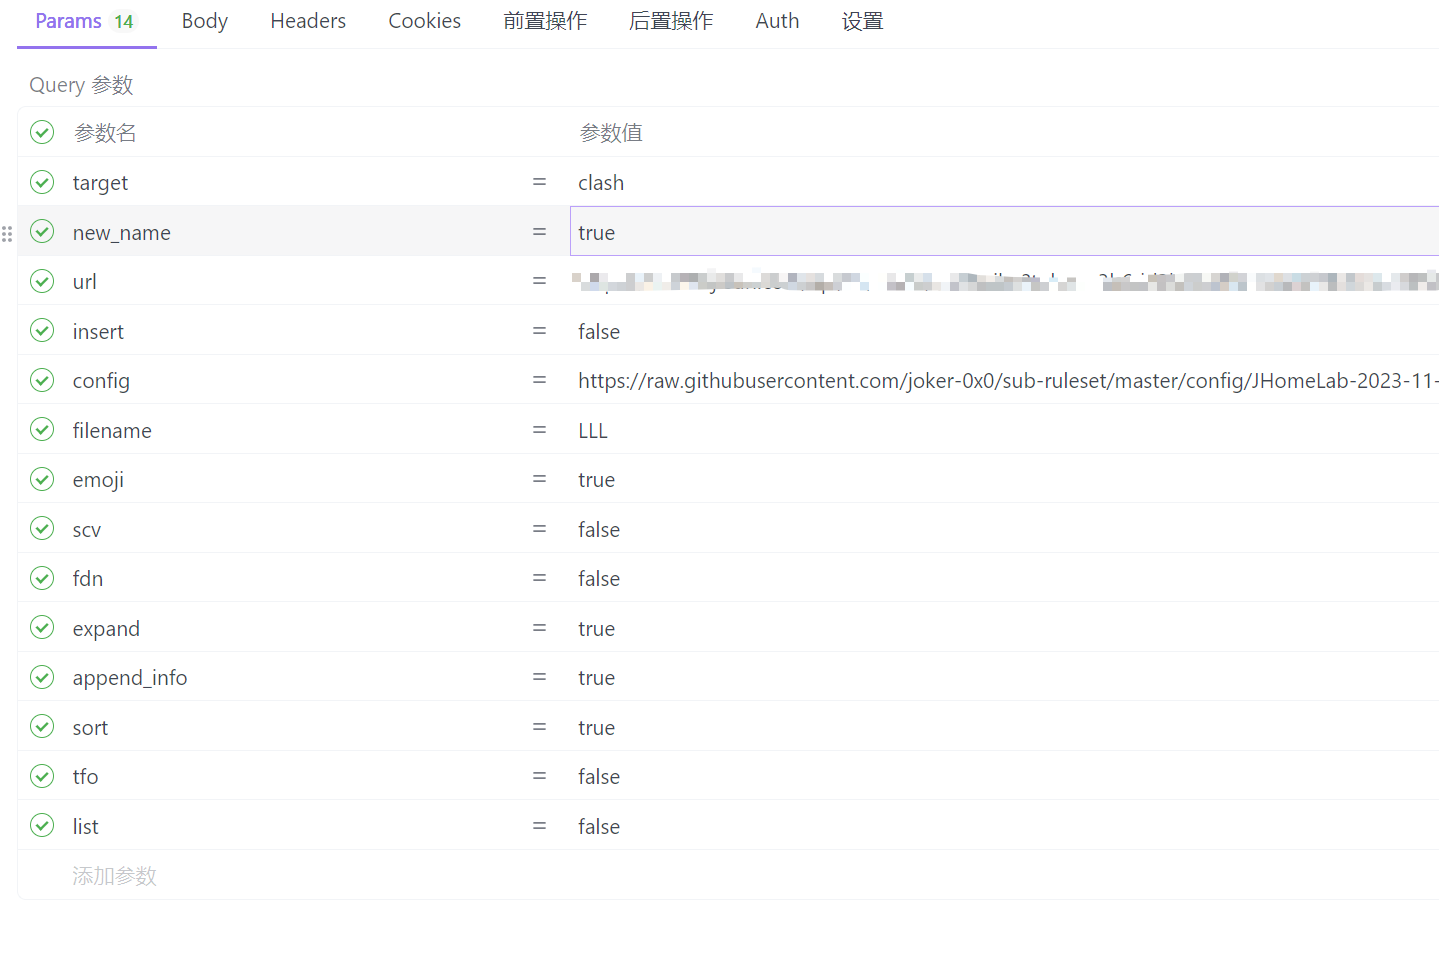 Params 14 Body Headers Cookies 前置操作 后置操作 Auth 设置
Query 参数
参数名 参数值
target = clash
new_name = true
url =
insert = false
config = https://raw.githubusercontent.com/joker-0x0/sub-ruleset/master/config/JHomeLab-2023-11-
filename = LLL
emoji = true
scv = false
fdn = false
expand = true
append_info = true
sort = true
tfo = false
list = false
添加参数